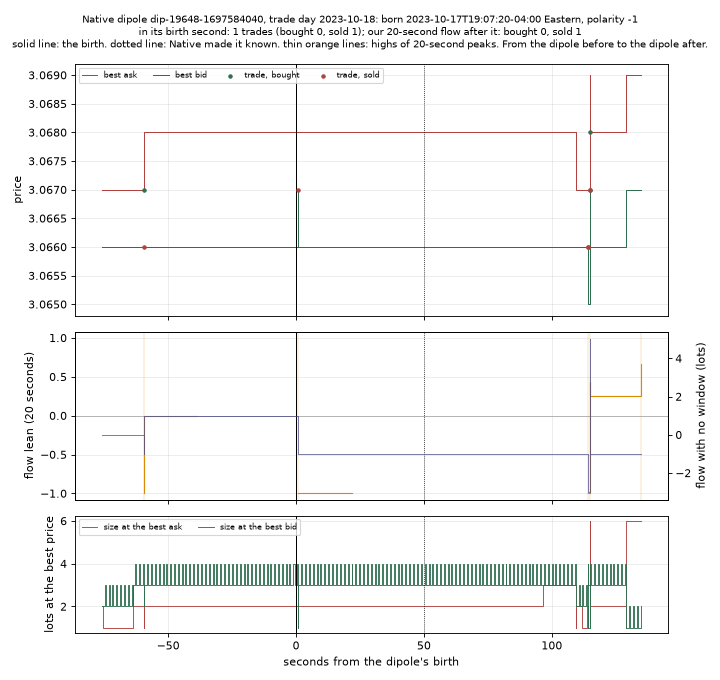 Native dipole dip-19648-1697584040, trade day 2023-10-18: born 2023-10-17T19:07:20-04:00 Eastern, polarity -1
in its birth second: 1 trades (bought 0, sold 1); our 20-second flow after it: bought 0, sold 1
solid line: the birth. dotted line: Native made it known. thin orange lines: highs of 20-second peaks. From the dipole before to the dipole after.
best ask best bid trade, bought trade, sold
3.0690
3.0685
3.0680
3.0675
3.0670
3.0665
3.0660
3.0655
3.0650
price
1.0
0.5
0.0
−0.5
−1.0
flow lean (20 seconds)
4
2
0
−2
flow with no window (lots)
size at the best ask size at the best bid
6
4
2
lots at the best price
−50 0 50 100
seconds from the dipole's birth